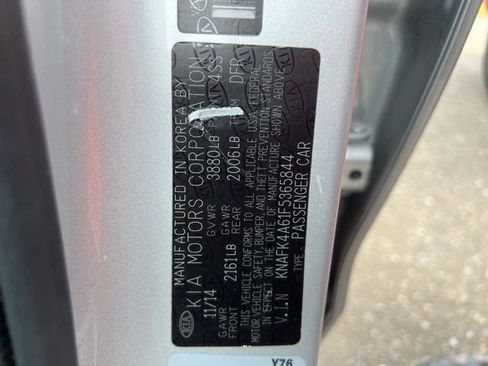 MANUFACTURED IN KOREA BY
KIA MOTORS CORPORATION
11/14 GVWR 3880LB
GAWR FRONT 2161LB GAWR REAR 2006LB
THIS VEHICLE CONFORMS TO ALL APPLICABLE U.S.A. FEDERAL
MOTOR VEHICLE SAFETY, BUMPER, AND THEFT PREVENTION STANDARDS
IN EFFECT ON THE DATE OF MANUFACTURE SHOWN ABOVE
V.I.N KNAFK4A61F5365844
TYPE: PASSENGER CAR
KIA
Y76